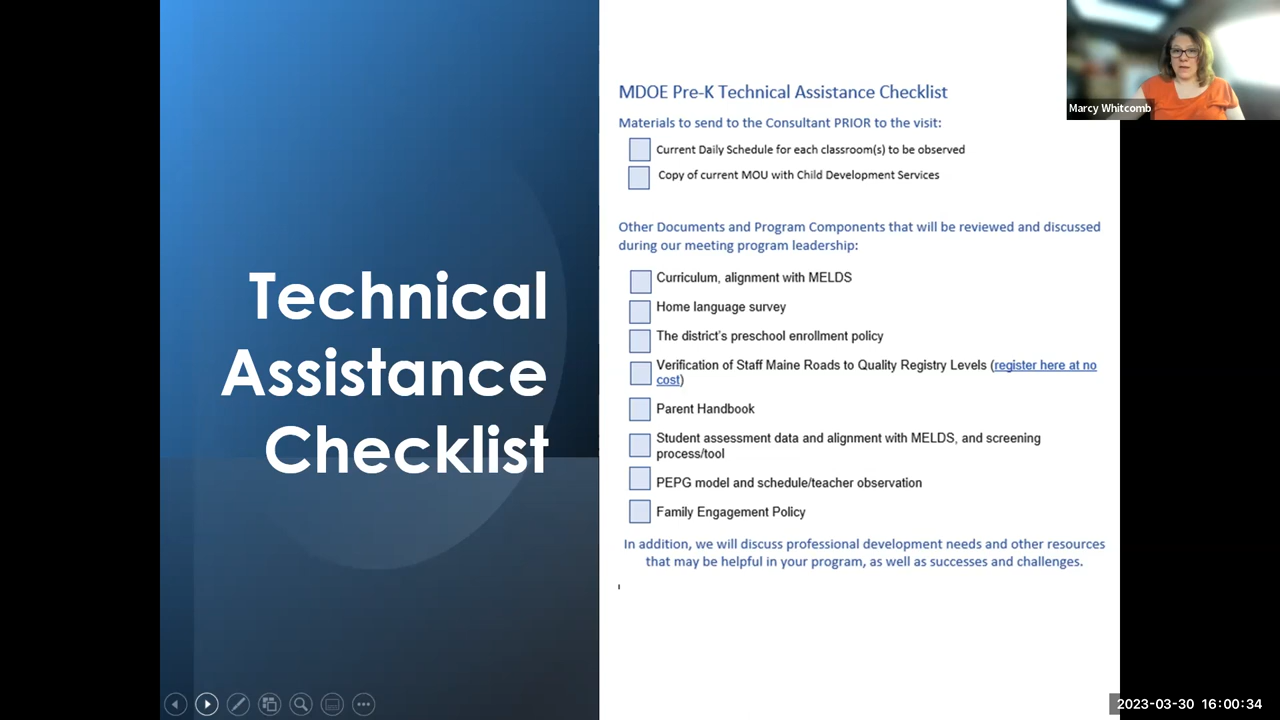 Technical
Assistance
Checklist
MDOE Pre-K Technical Assistance Checklist
Materials to send to the Consultant PRIOR to the visit:
Current Daily Schedule for each classroom(s) to be observed
Copy of current MOU with Child Development Services
Other Documents and Program Components that will be reviewed and discussed
during our meeting program leadership:
Curriculum, alignment with MELDS
Home language survey
The district's preschool enrollment policy
Verification of Staff Maine Roads to Quality Registry Levels (register here at no
cost)
Parent Handbook
Student assessment data and alignment with MELDS, and screening
process/tool
PEPG model and schedule/teacher observation
Family Engagement Policy
In addition, we will discuss professional development needs and other resources
that may be helpful in your program, as well as successes and challenges.
Marcy Whitcomb
2023-03-30 16:00:34